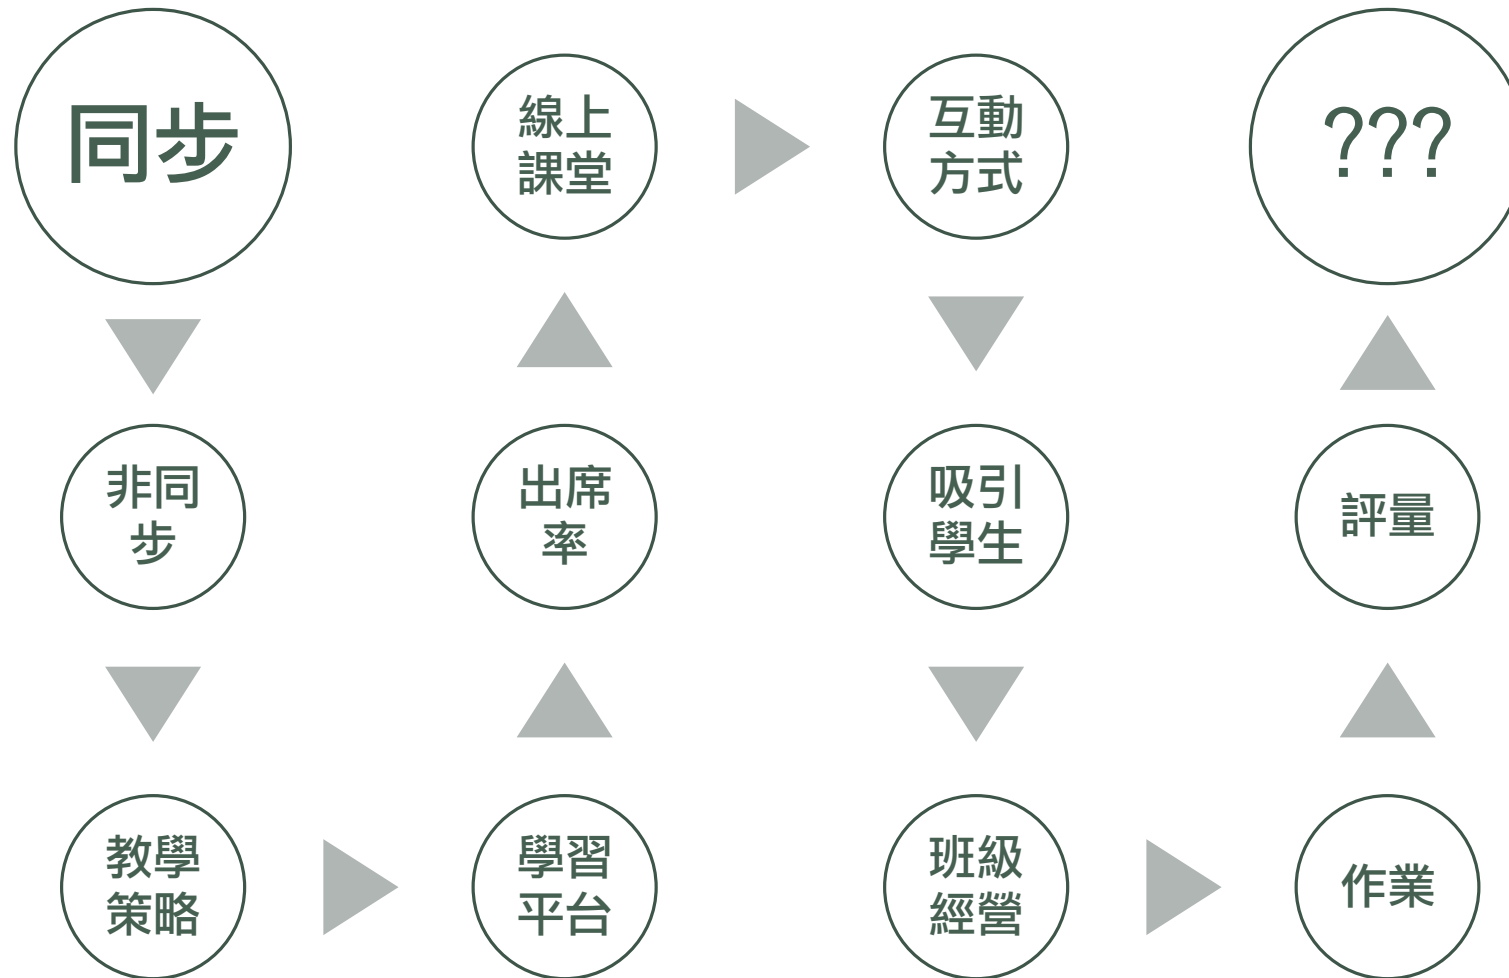 同步
非同
步
教學
策略
學習
平台
出席
率
線上
課堂
互動
方式
吸引
學生
班級
經營
作業
評量
???